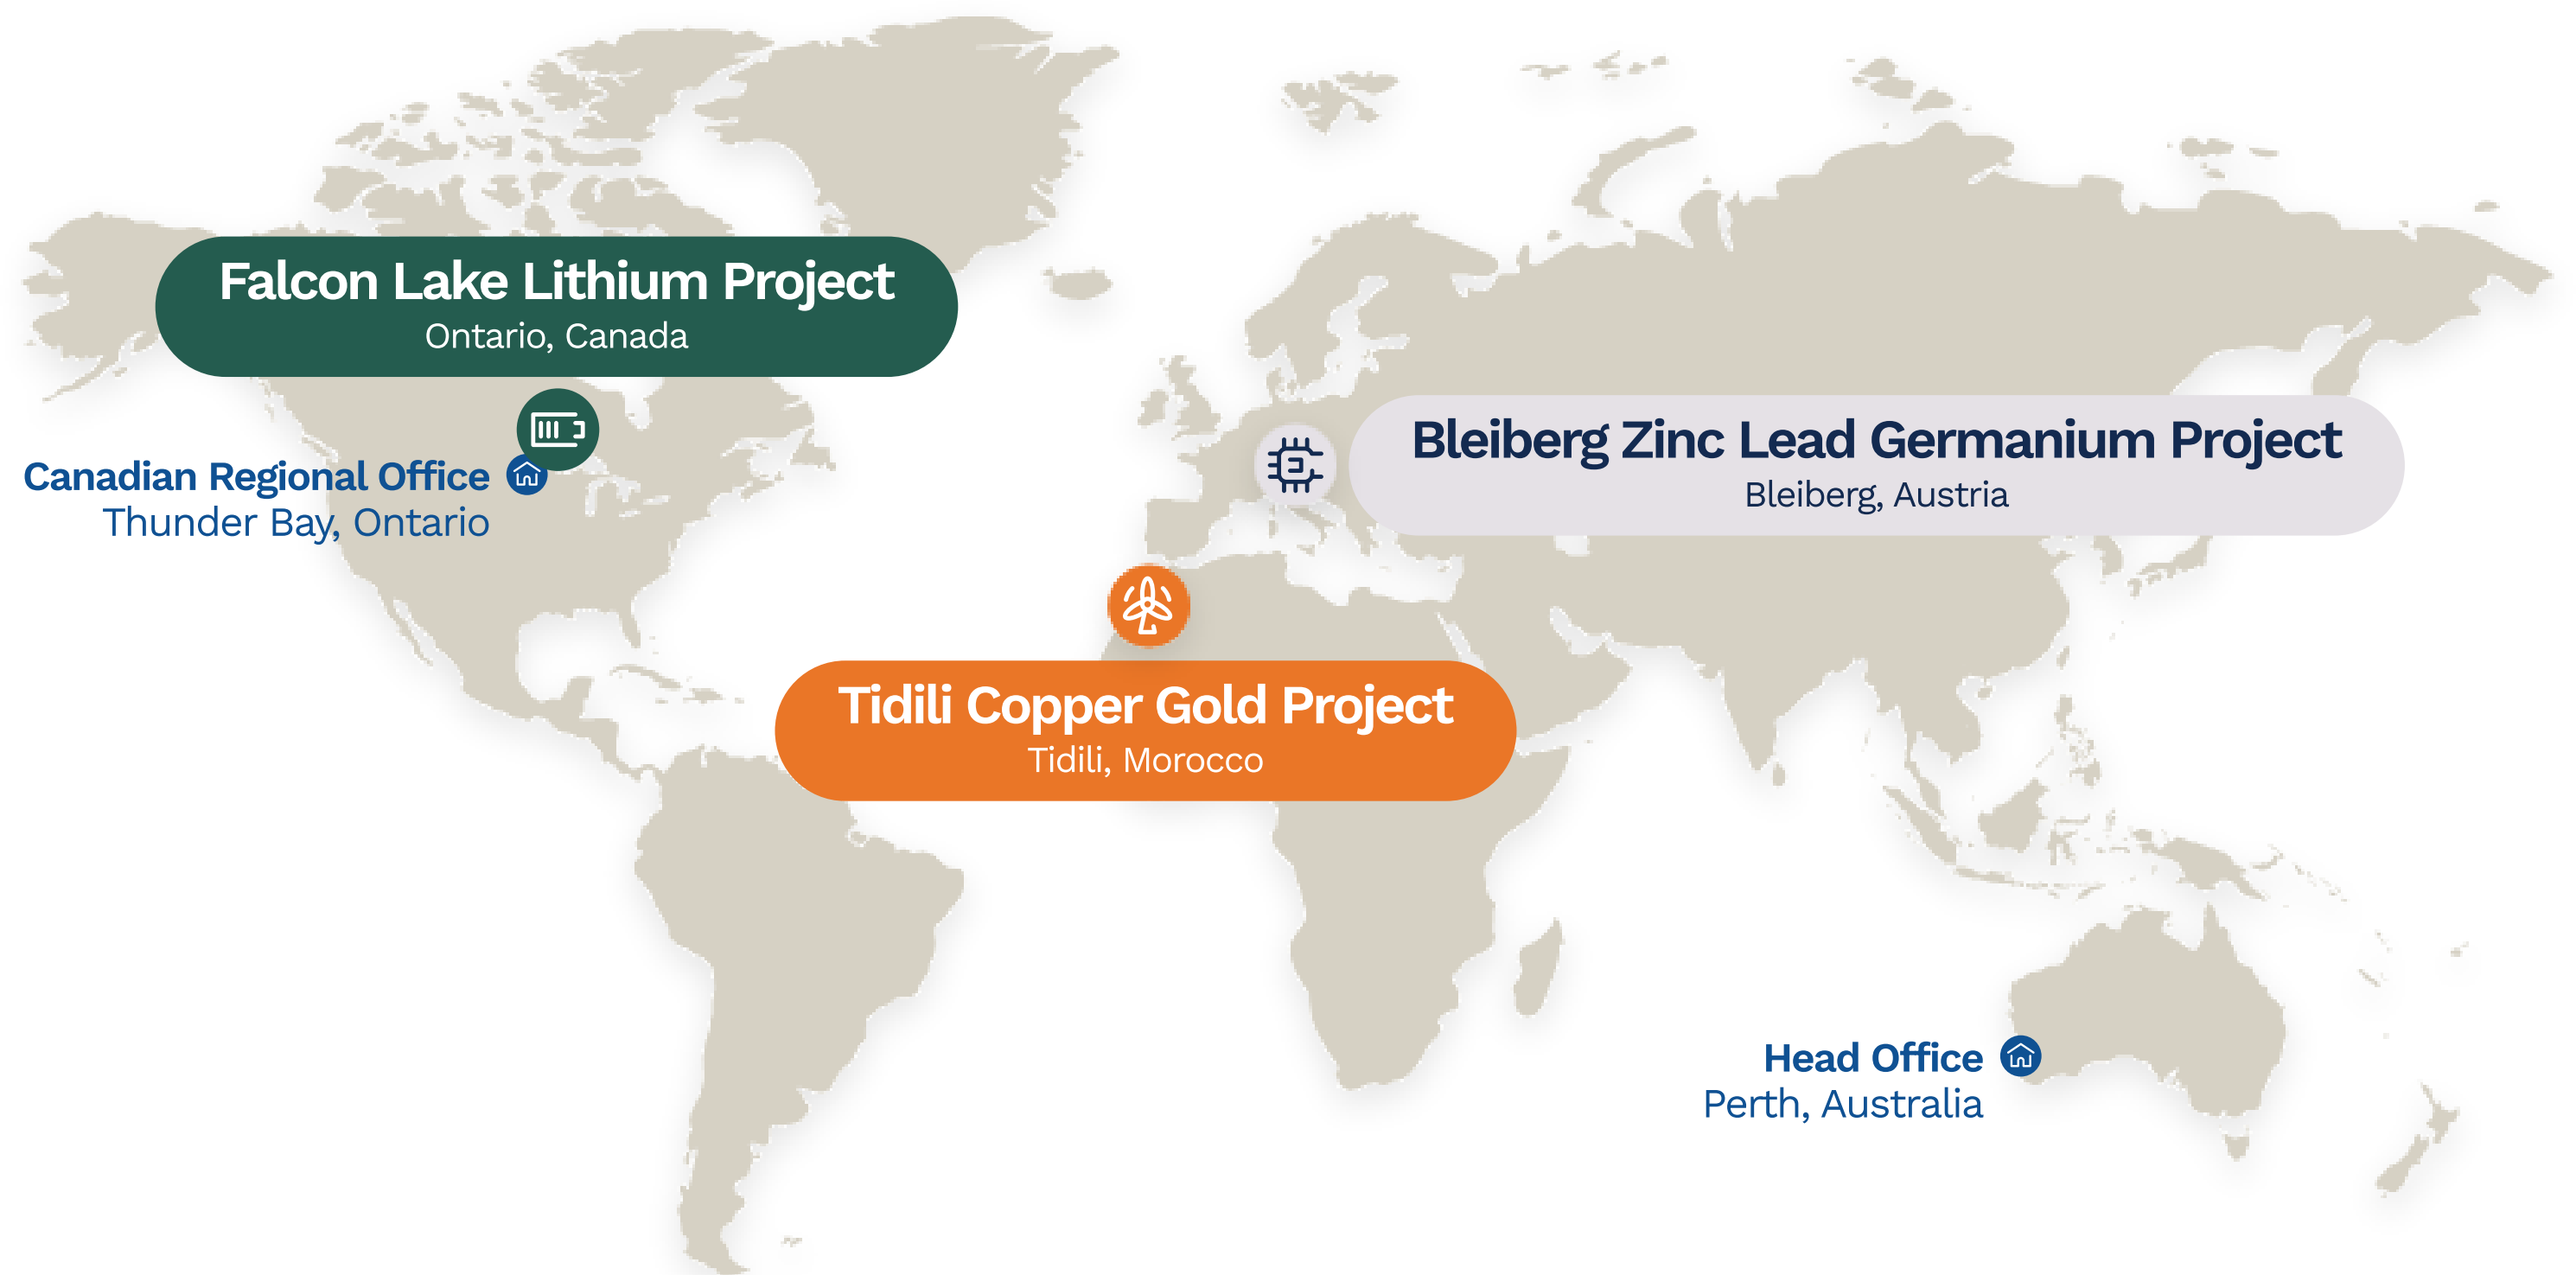 Falcon Lake Lithium Project
Ontario, Canada
Canadian Regional Office
Thunder Bay, Ontario
Bleiberg Zinc Lead Germanium Project
Bleiberg, Austria
Tidili Copper Gold Project
Tidili, Morocco
Head Office
Perth, Australia